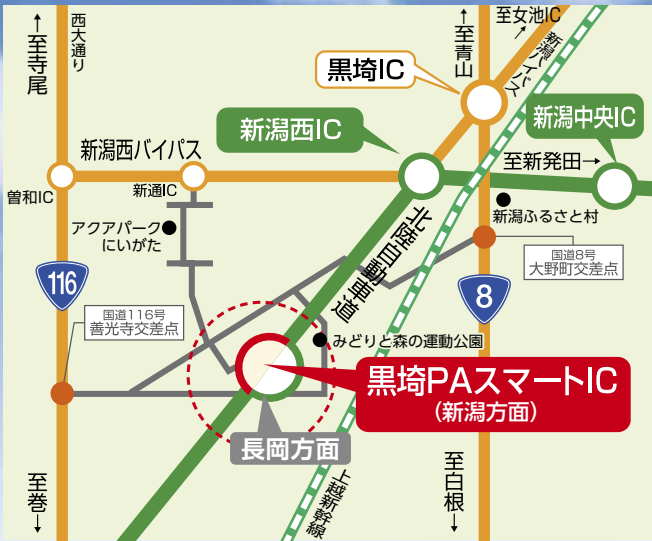 ←至寺尾
西大通り
←至青山
至女池IC
↑
新潟バイパス
黒埼IC
新潟西IC
新潟中央IC
新潟西バイパス
至新発田→
曽和IC
新通IC
アクアパーク
にいがた
新潟ふるさと村
北陸自動車道
国道8号
大野町交差点
116
8
国道116号
善光寺交差点
みどりと森の運動公園
黒埼PAスマートIC
(新潟方面)
長岡方面
至巻→
上越新幹線
至白根→